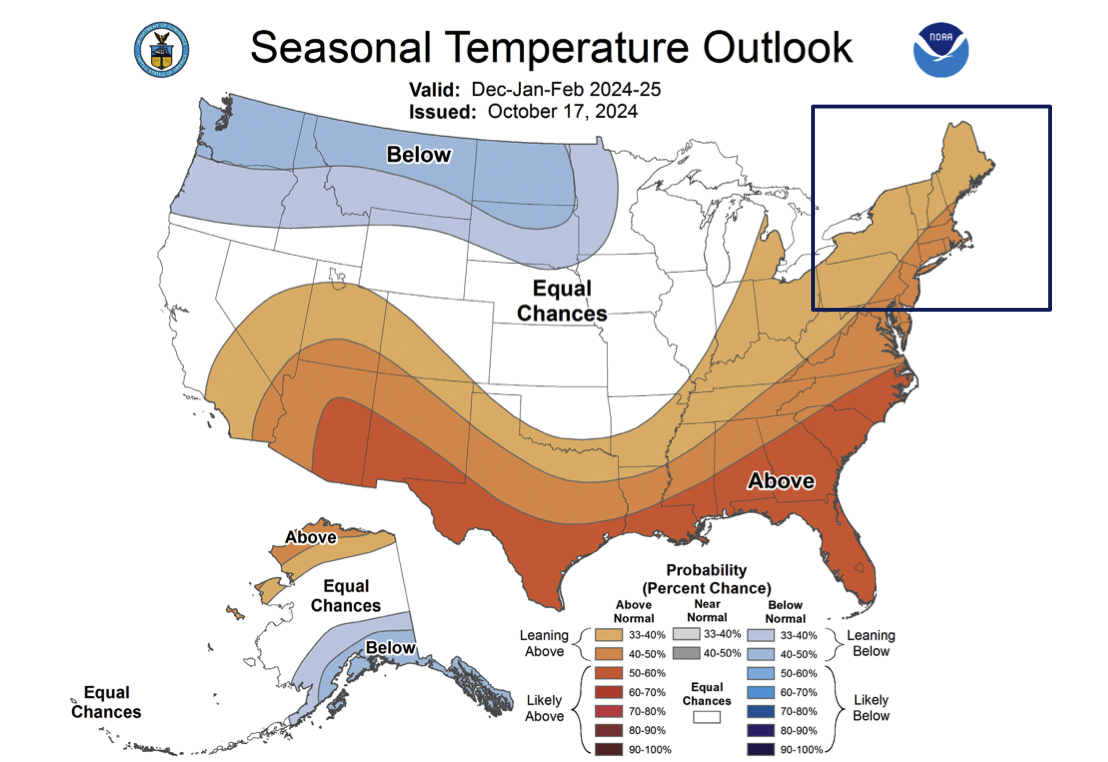 Seasonal Temperature Outlook
NOAA
Valid: Dec-Jan-Feb 2024-25
Issued: October 17, 2024
Below
Equal
Chances
Above
Above
Equal
Chances
Below
Equal
Chances
Probability
(Percent Chance)
Above
Normal
Near
Normal
Below
Normal
Leaning
Above
33-40%
40-50%
33-40%
40-50%
33-40%
40-50%
Leaning
Below
Likely
Above
50-60%
60-70%
70-80%
80-90%
90-100%
Equal
Chances
50-60%
60-70%
70-80%
80-90%
90-100%
Likely
Below